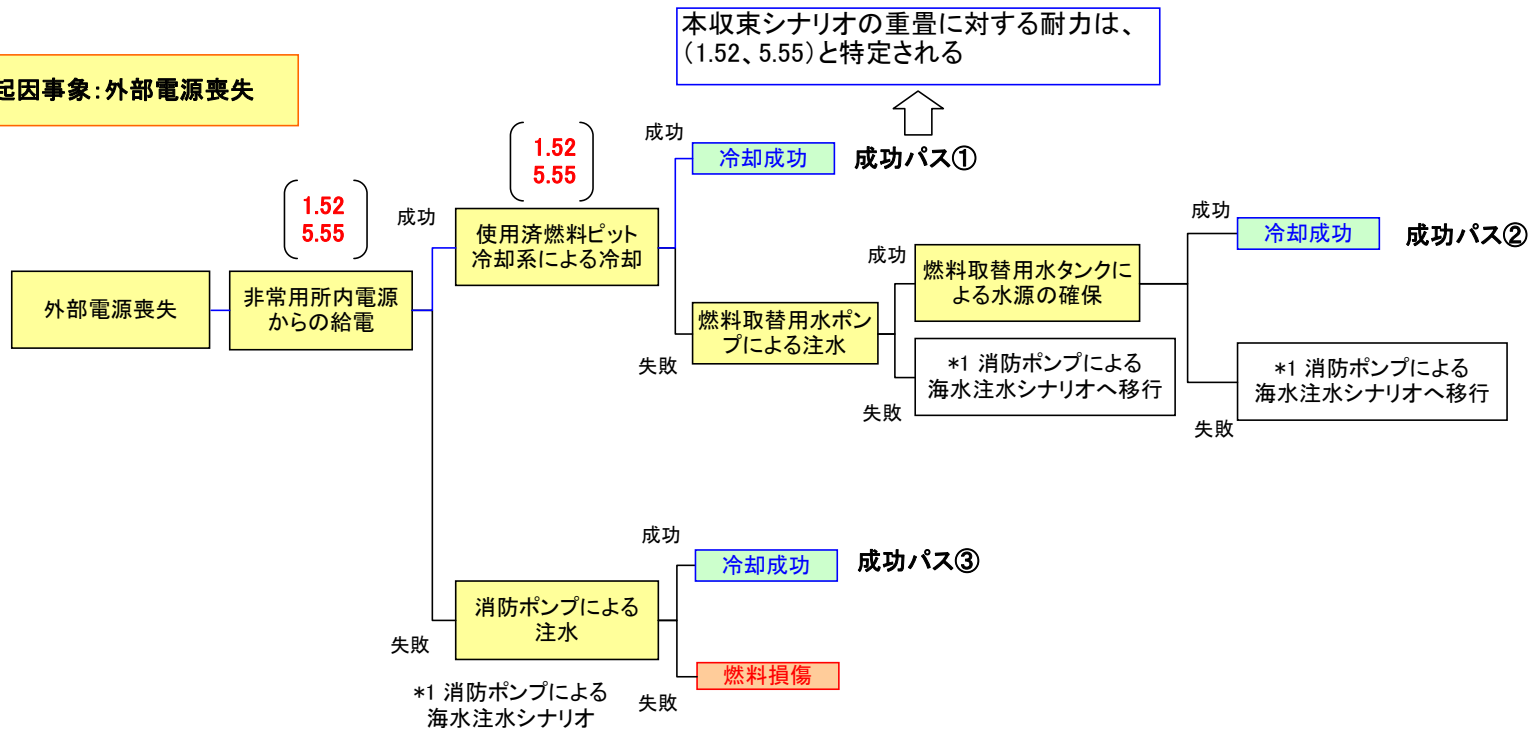 本収束シナリオの重畳に対する耐力は、
（1.52、5.55）と特定される
起因事象：外部電源喪失
成功
冷却成功
成功パス①
1.52
5.55
1.52
5.55
成功
使用済燃料ピット
冷却系による冷却
成功
冷却成功
成功パス②
外部電源喪失
非常用所内電源
からの給電
成功
燃料取替用水タンクに
よる水源の確保
燃料取替用水ポン
プによる注水
失敗
*1 消防ポンプによる
海水注水シナリオへ移行
失敗
*1 消防ポンプによる
海水注水シナリオへ移行
失敗
成功
冷却成功
成功パス③
消防ポンプによる
注水
失敗
燃料損傷
失敗
*1 消防ポンプによる
海水注水シナリオ